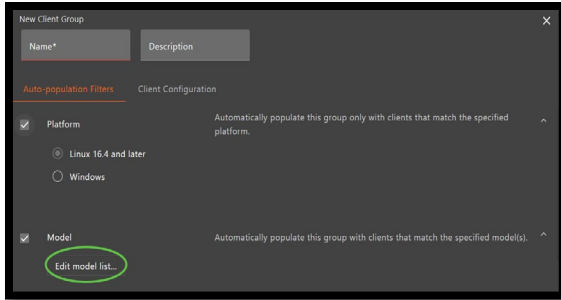 New Client Group
Name*
Description
Auto-population Filters
Client Configuration
Platform
Automatically populate this group only with clients that match the specified
platform.
Linux 16.4 and later
Windows
Model
Automatically populate this group with clients that match the specified model(s).
Edit model list...